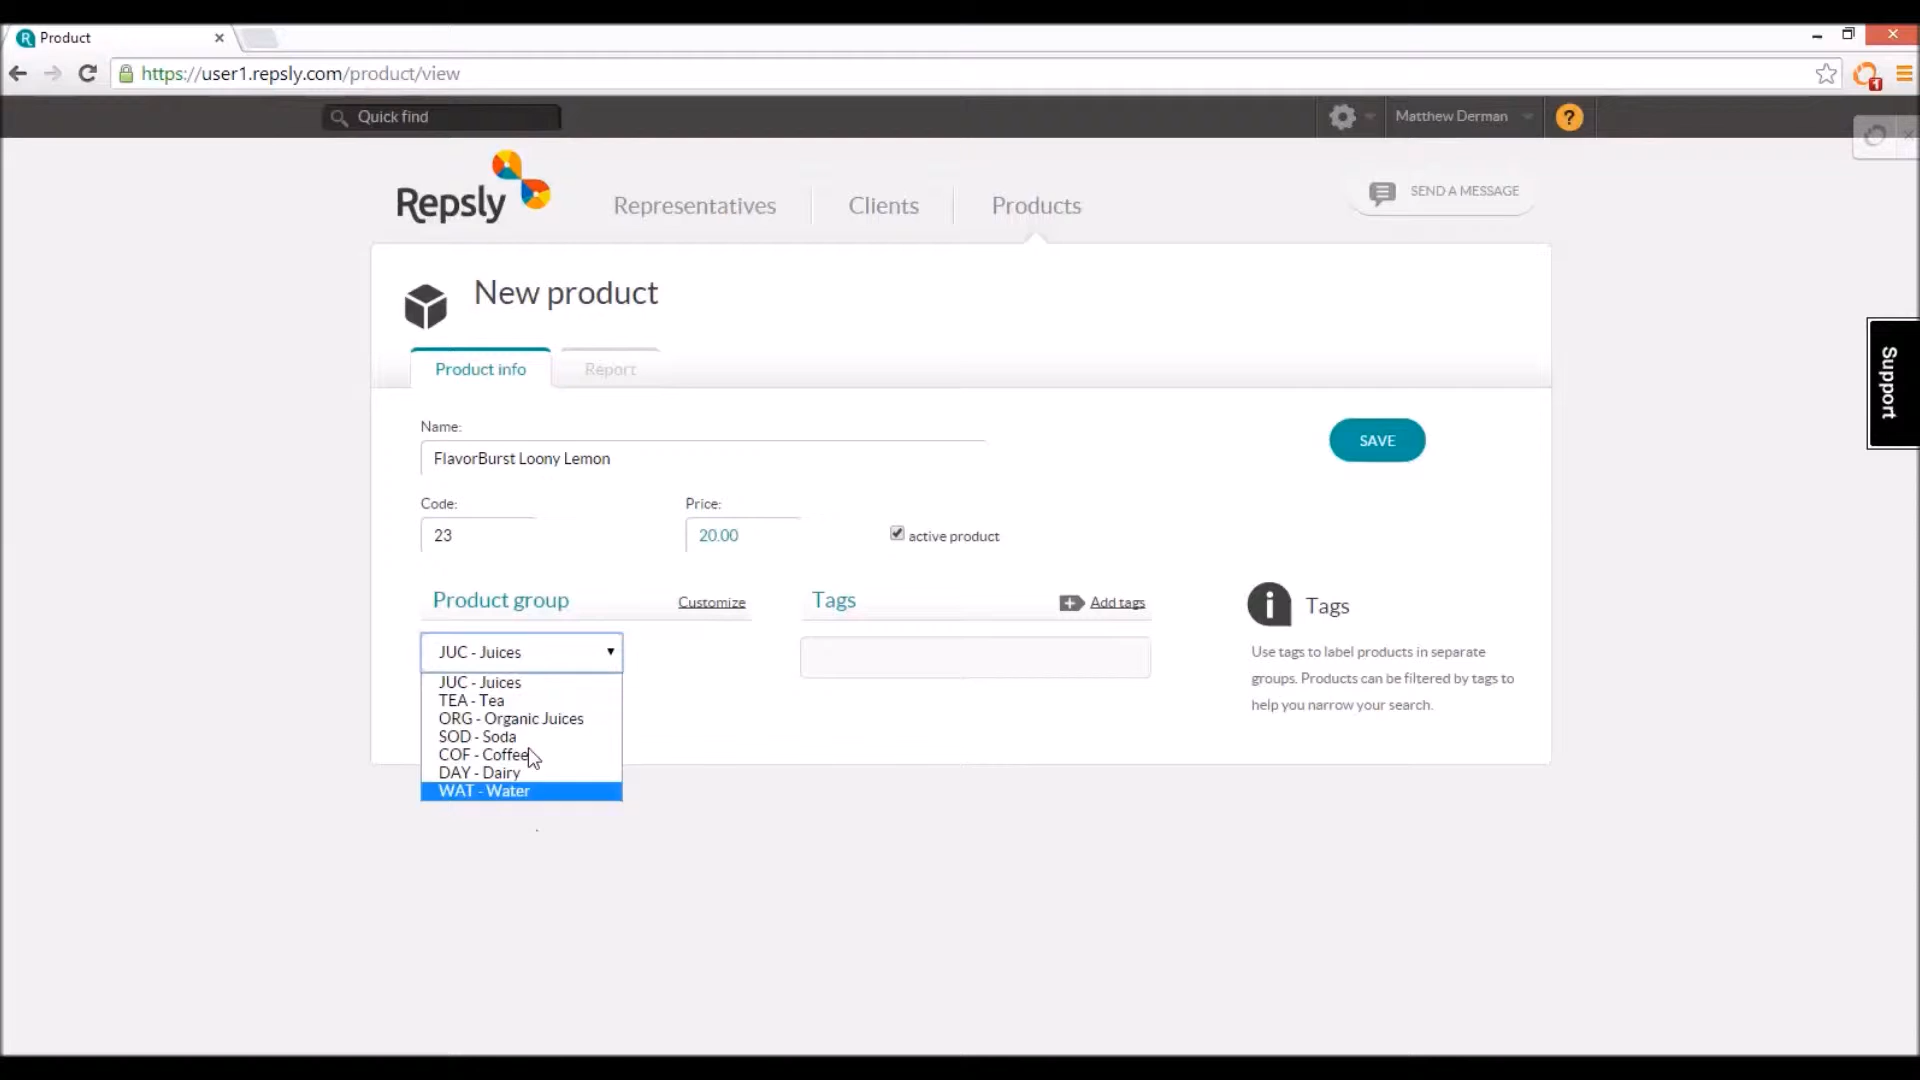 Product
https://user1.repsly.com/product/view
Quick find
Matthew Derman
?
1
Repsly
Representatives
Clients
Products
SEND A MESSAGE
New product
Product info
Report
Support
Name:
FlavorBurst Loony Lemon
SAVE
Code:
Price:
23
20.00
active product
Product group
Customize
Tags
Add tags
Tags
JUC - Juices
Use tags to label products in separate
groups. Products can be filtered by tags to
help you narrow your search.
JUC - Juices
TEA - Tea
ORG - Organic Juices
SOD - Soda
COF - Coffee
DAY - Dairy
WAT - Water